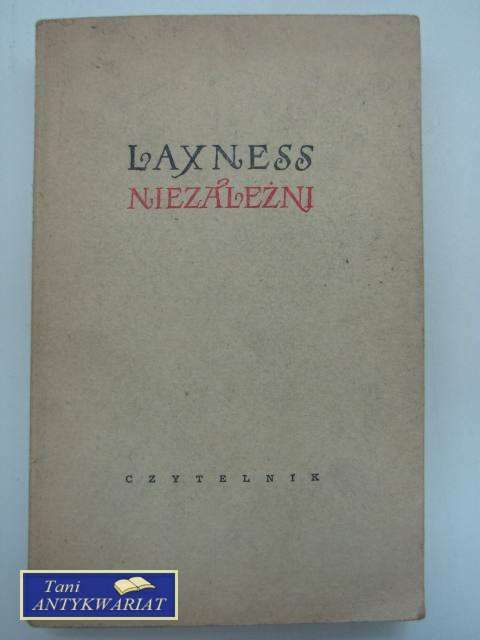 LAXNESS
NIEZALEŻNI
CZYTELNIK
Tani
ANTYKWARIAT